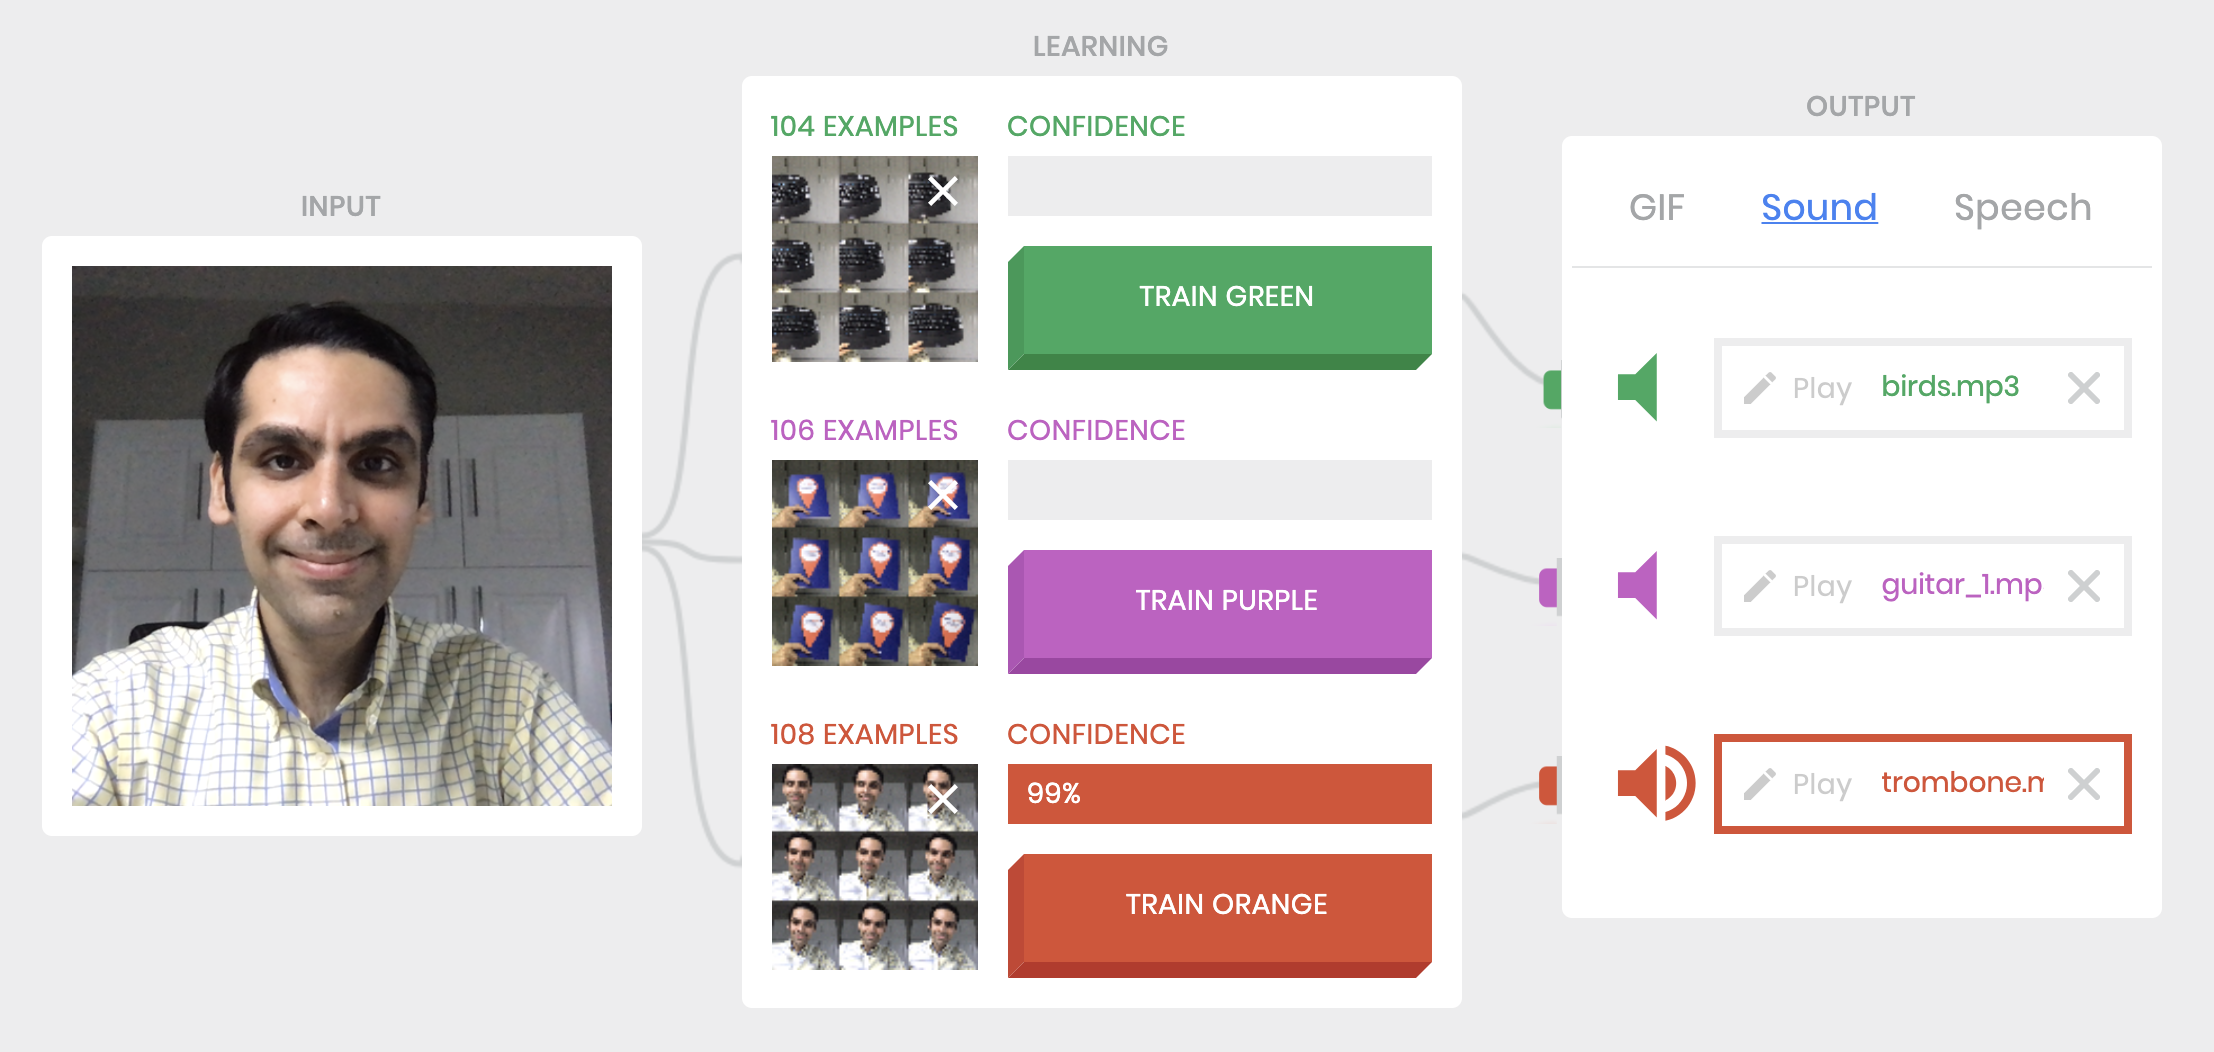 INPUT
LEARNING
104 EXAMPLES
CONFIDENCE
TRAIN GREEN
106 EXAMPLES
CONFIDENCE
TRAIN PURPLE
108 EXAMPLES
CONFIDENCE
99%
TRAIN ORANGE
OUTPUT
GIF Sound Speech
Play birds.mp3
Play guitar_1.mp
Play trombone.m